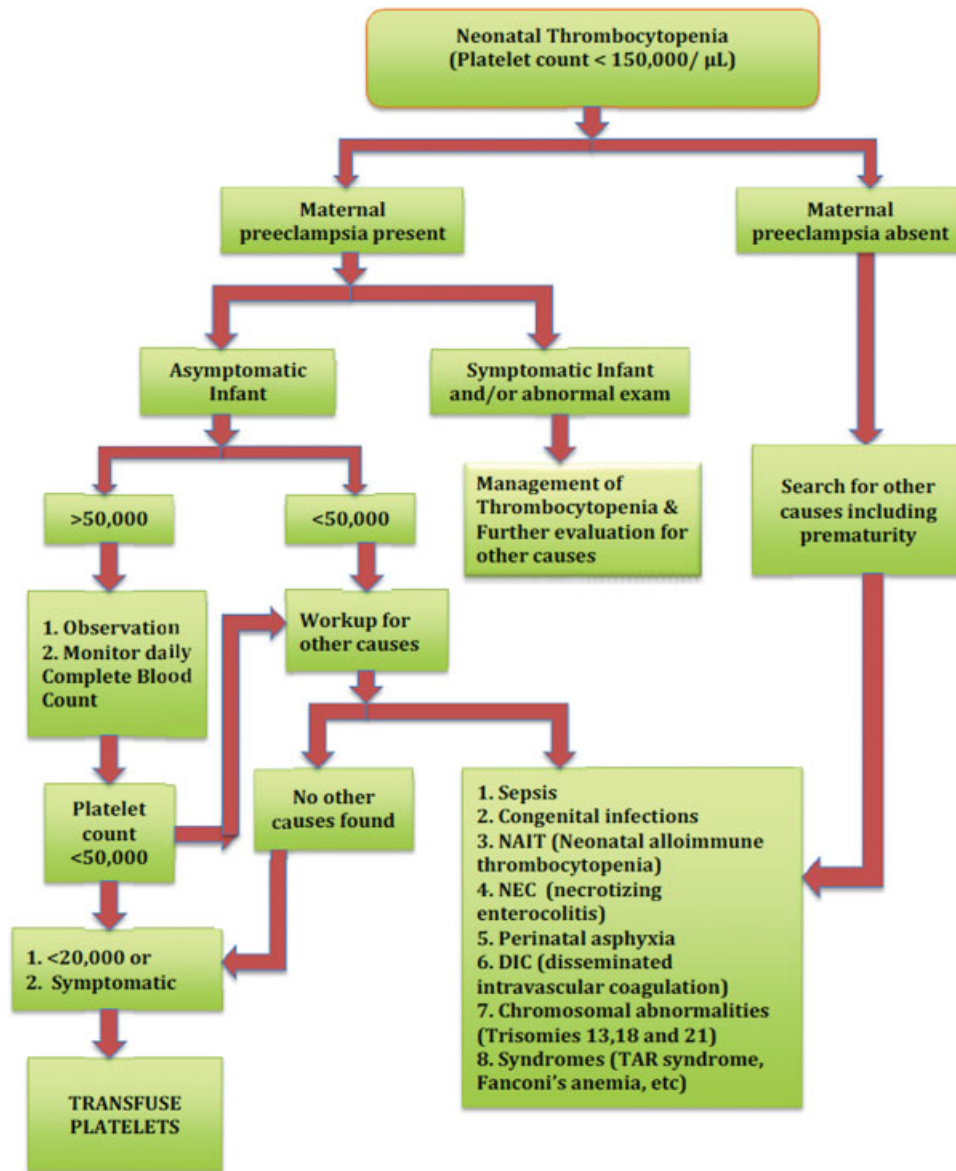 Neonatal Thrombocytopenia
(Platelet count < 150,000/ μL)
Maternal
preeclampsia present
Maternal
preeclampsia absent
Asymptomatic
Infant
Symptomatic Infant
and/or abnormal exam
>50,000
<50,000
Management of
Thrombocytopenia &
Further evaluation for
other causes
Search for other
causes including
prematurity
1. Observation
2. Monitor daily
Complete Blood
Count
Workup for
other causes
Platelet
count
<50,000
No other
causes found
1. Sepsis
2. Congenital infections
3. NAIT (Neonatal alloimmune
thrombocytopenia)
4. NEC (necrotizing
enterocolitis)
5. Perinatal asphyxia
6. DIC (disseminated
intravascular coagulation)
7. Chromosomal abnormalities
(Trisomies 13,18 and 21)
8. Syndromes (TAR syndrome,
Fanconi's anemia, etc)
1. <20,000 or
2. Symptomatic
TRANSFUSE
PLATELETS